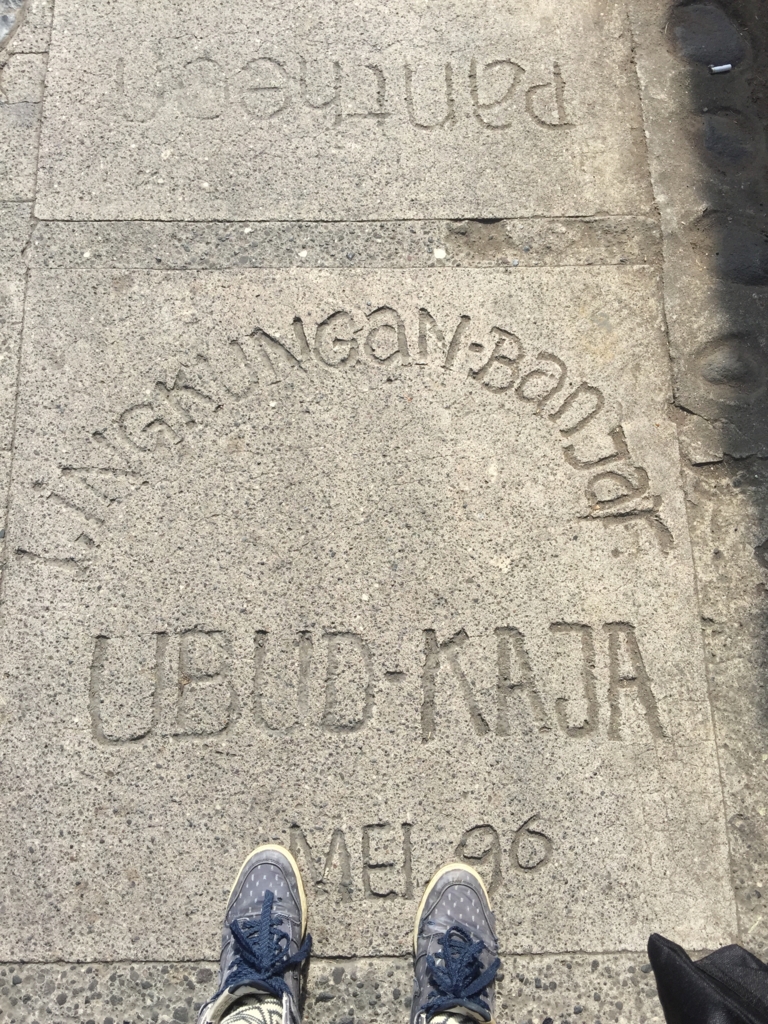 Pantheon
LINGKUNGAN-BANJAR
UBUD-KAJA
MEI 96